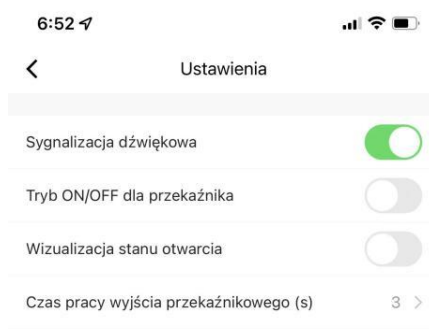 6:52
Ustawienia
Sygnalizacja dźwiękowa
Tryb ON/OFF dla przekaźnika
Wizualizacja stanu otwarcia
Czas pracy wyjścia przekaźnikowego (s) 3